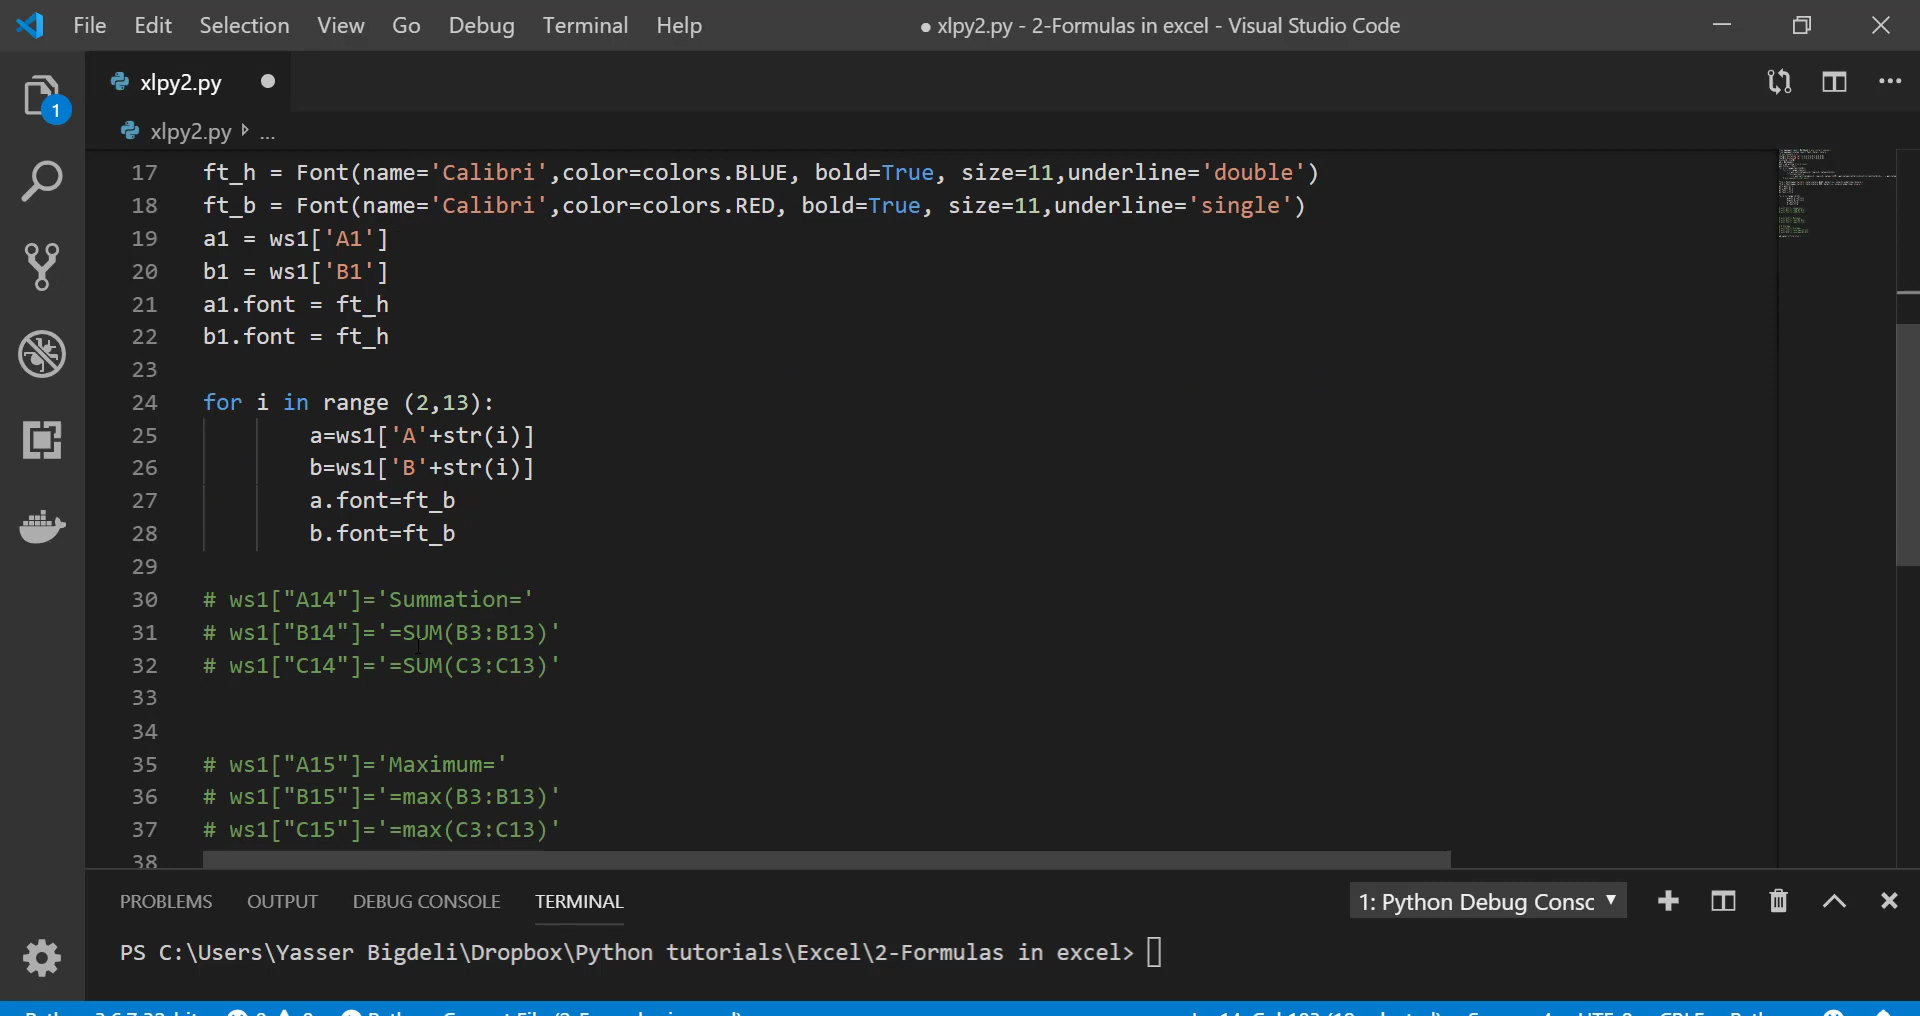 File Edit Selection View Go Debug Terminal Help ● xlpy2.py - 2-Formulas in excel - Visual Studio Code
xlpy2.py
1
xlpy2.py ...
17 ft_h = Font(name='Calibri',color=colors.BLUE, bold=True, size=11,underline='double')
18 ft_b = Font(name='Calibri',color=colors.RED, bold=True, size=11,underline='single')
19 a1 = ws1['A1']
20 b1 = ws1['B1']
21 a1.font = ft_h
22 b1.font = ft_h
23
24 for i in range (2,13):
25 a=ws1['A'+str(i)]
26 b=ws1['B'+str(i)]
27 a.font=ft_b
28 b.font=ft_b
29
30 # ws1["A14"]='Summation='
31 # ws1["B14"]='=SUM(B3:B13)'
32 # ws1["C14"]='=SUM(C3:C13)'
33
34
35 # ws1["A15"]='Maximum='
36 # ws1["B15"]='=max(B3:B13)'
37 # ws1["C15"]='=max(C3:C13)'
38
PROBLEMS OUTPUT DEBUG CONSOLE TERMINAL 1: Python Debug Consc
PS C:\Users\Yasser Bigdeli\Dropbox\Python tutorials\Excel\2-Formulas in excel>